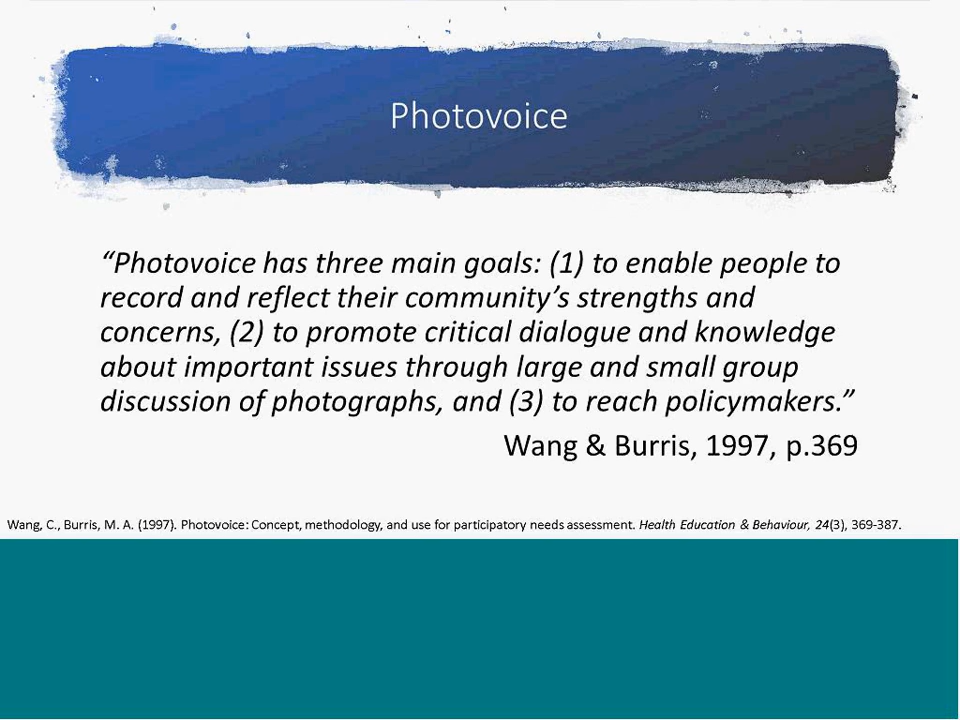 Photovoice
“Photovoice has three main goals: (1) to enable people to
record and reflect their community’s strengths and
concerns, (2) to promote critical dialogue and knowledge
about important issues through large and small group
discussion of photographs, and (3) to reach policymakers.”
Wang & Burris, 1997, p.369
Wang, C., Burris, M. A. (1997). Photovoice: Concept, methodology, and use for participatory needs assessment. Health Education & Behaviour, 24(3), 369-387.